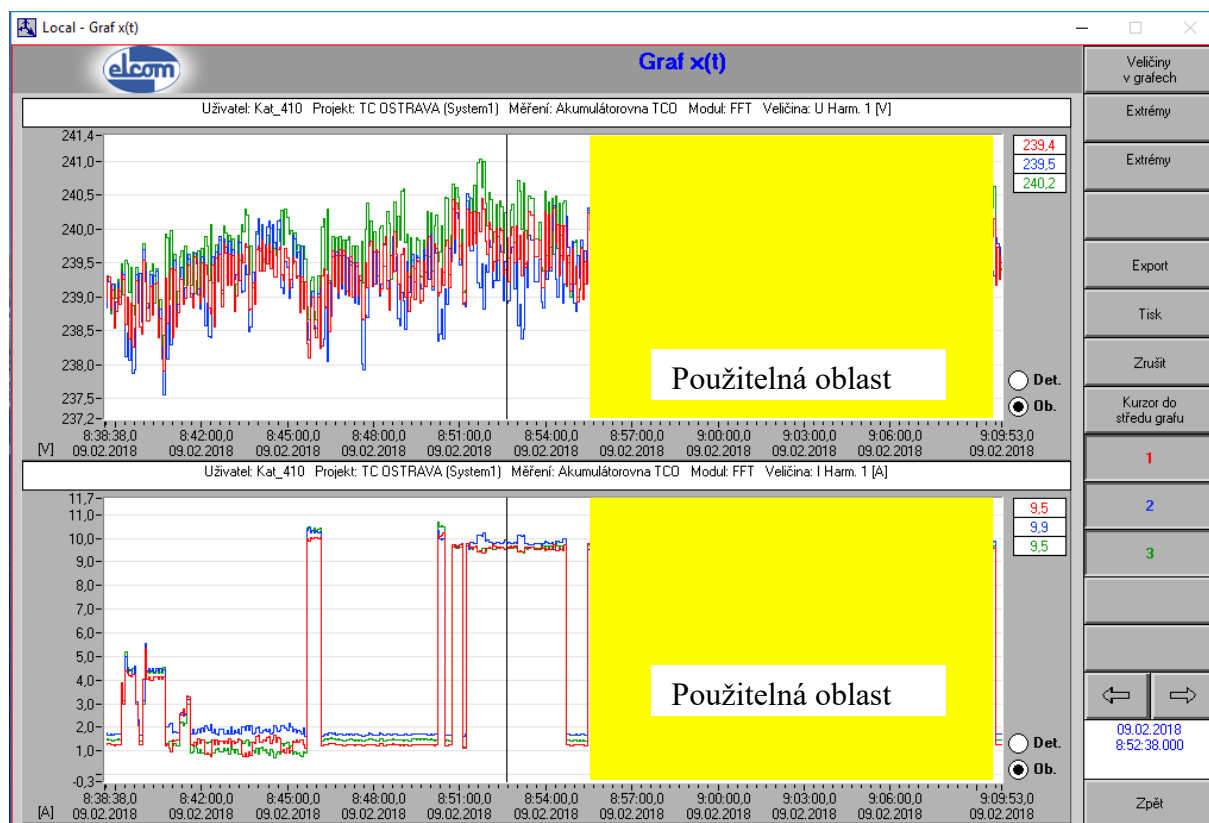 Local - Graf x(t)
elcom
Graf x(t)
Uživatel: Kat_410 Projekt: TC OSTRAVA (System1) Měření: Akumulátorovna TCO Modul: FFT Veličina: U Harm. 1 [V]
241,4
241,0
240,5
240,0
239,5
239,0
238,5
238,0
237,5
237,2
239,4
239,5
240,2
Použitelná oblast
Det.
Ob.
8:38:38,0 8:42:00,0 8:45:00,0 8:48:00,0 8:51:00,0 8:54:00,0 8:57:00,0 9:00:00,0 9:03:00,0 9:06:00,0 9:09:53,0
[V] 09.02.2018 09.02.2018 09.02.2018 09.02.2018 09.02.2018 09.02.2018 09.02.2018 09.02.2018 09.02.2018 09.02.2018 09.02.2018
Uživatel: Kat_410 Projekt: TC OSTRAVA (System1) Měření: Akumulátorovna TCO Modul: FFT Veličina: I Harm. 1 [A]
11,7
11,0
10,0
9,0
8,0
7,0
6,0
5,0
4,0
3,0
2,0
1,0
-0,3
9,5
9,9
9,5
Použitelná oblast
Det.
Ob.
8:38:38,0 8:42:00,0 8:45:00,0 8:48:00,0 8:51:00,0 8:54:00,0 8:57:00,0 9:00:00,0 9:03:00,0 9:06:00,0 9:09:53,0
[A] 09.02.2018 09.02.2018 09.02.2018 09.02.2018 09.02.2018 09.02.2018 09.02.2018 09.02.2018 09.02.2018 09.02.2018 09.02.2018
Veličiny
v grafech
Extrémy
Extrémy
Export
Tisk
Zrušit
Kurzor do
středu grafu
1
2
3
09.02.2018
8:52:38.000
Zpět